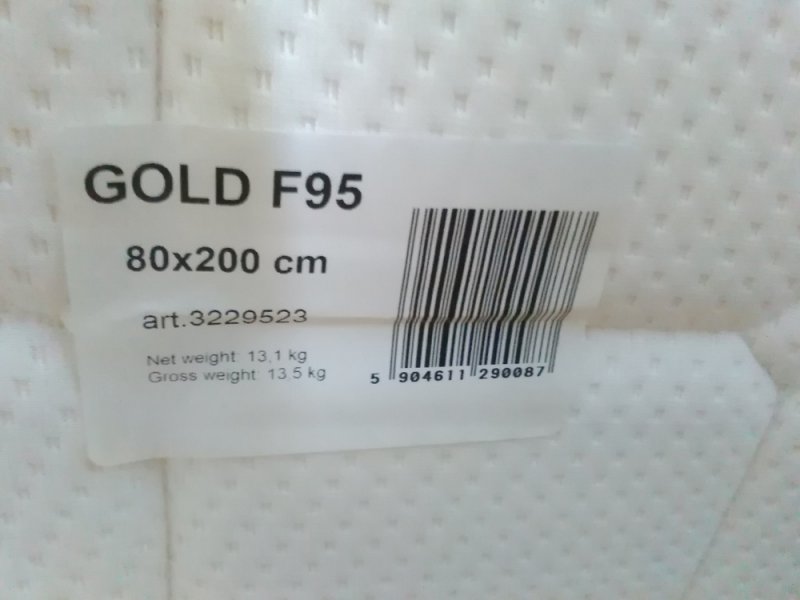 GOLD F95
80x200 cm
art.3229523
Net weight: 13,1 kg
Gross weight: 13,5 kg
5 904611 290087